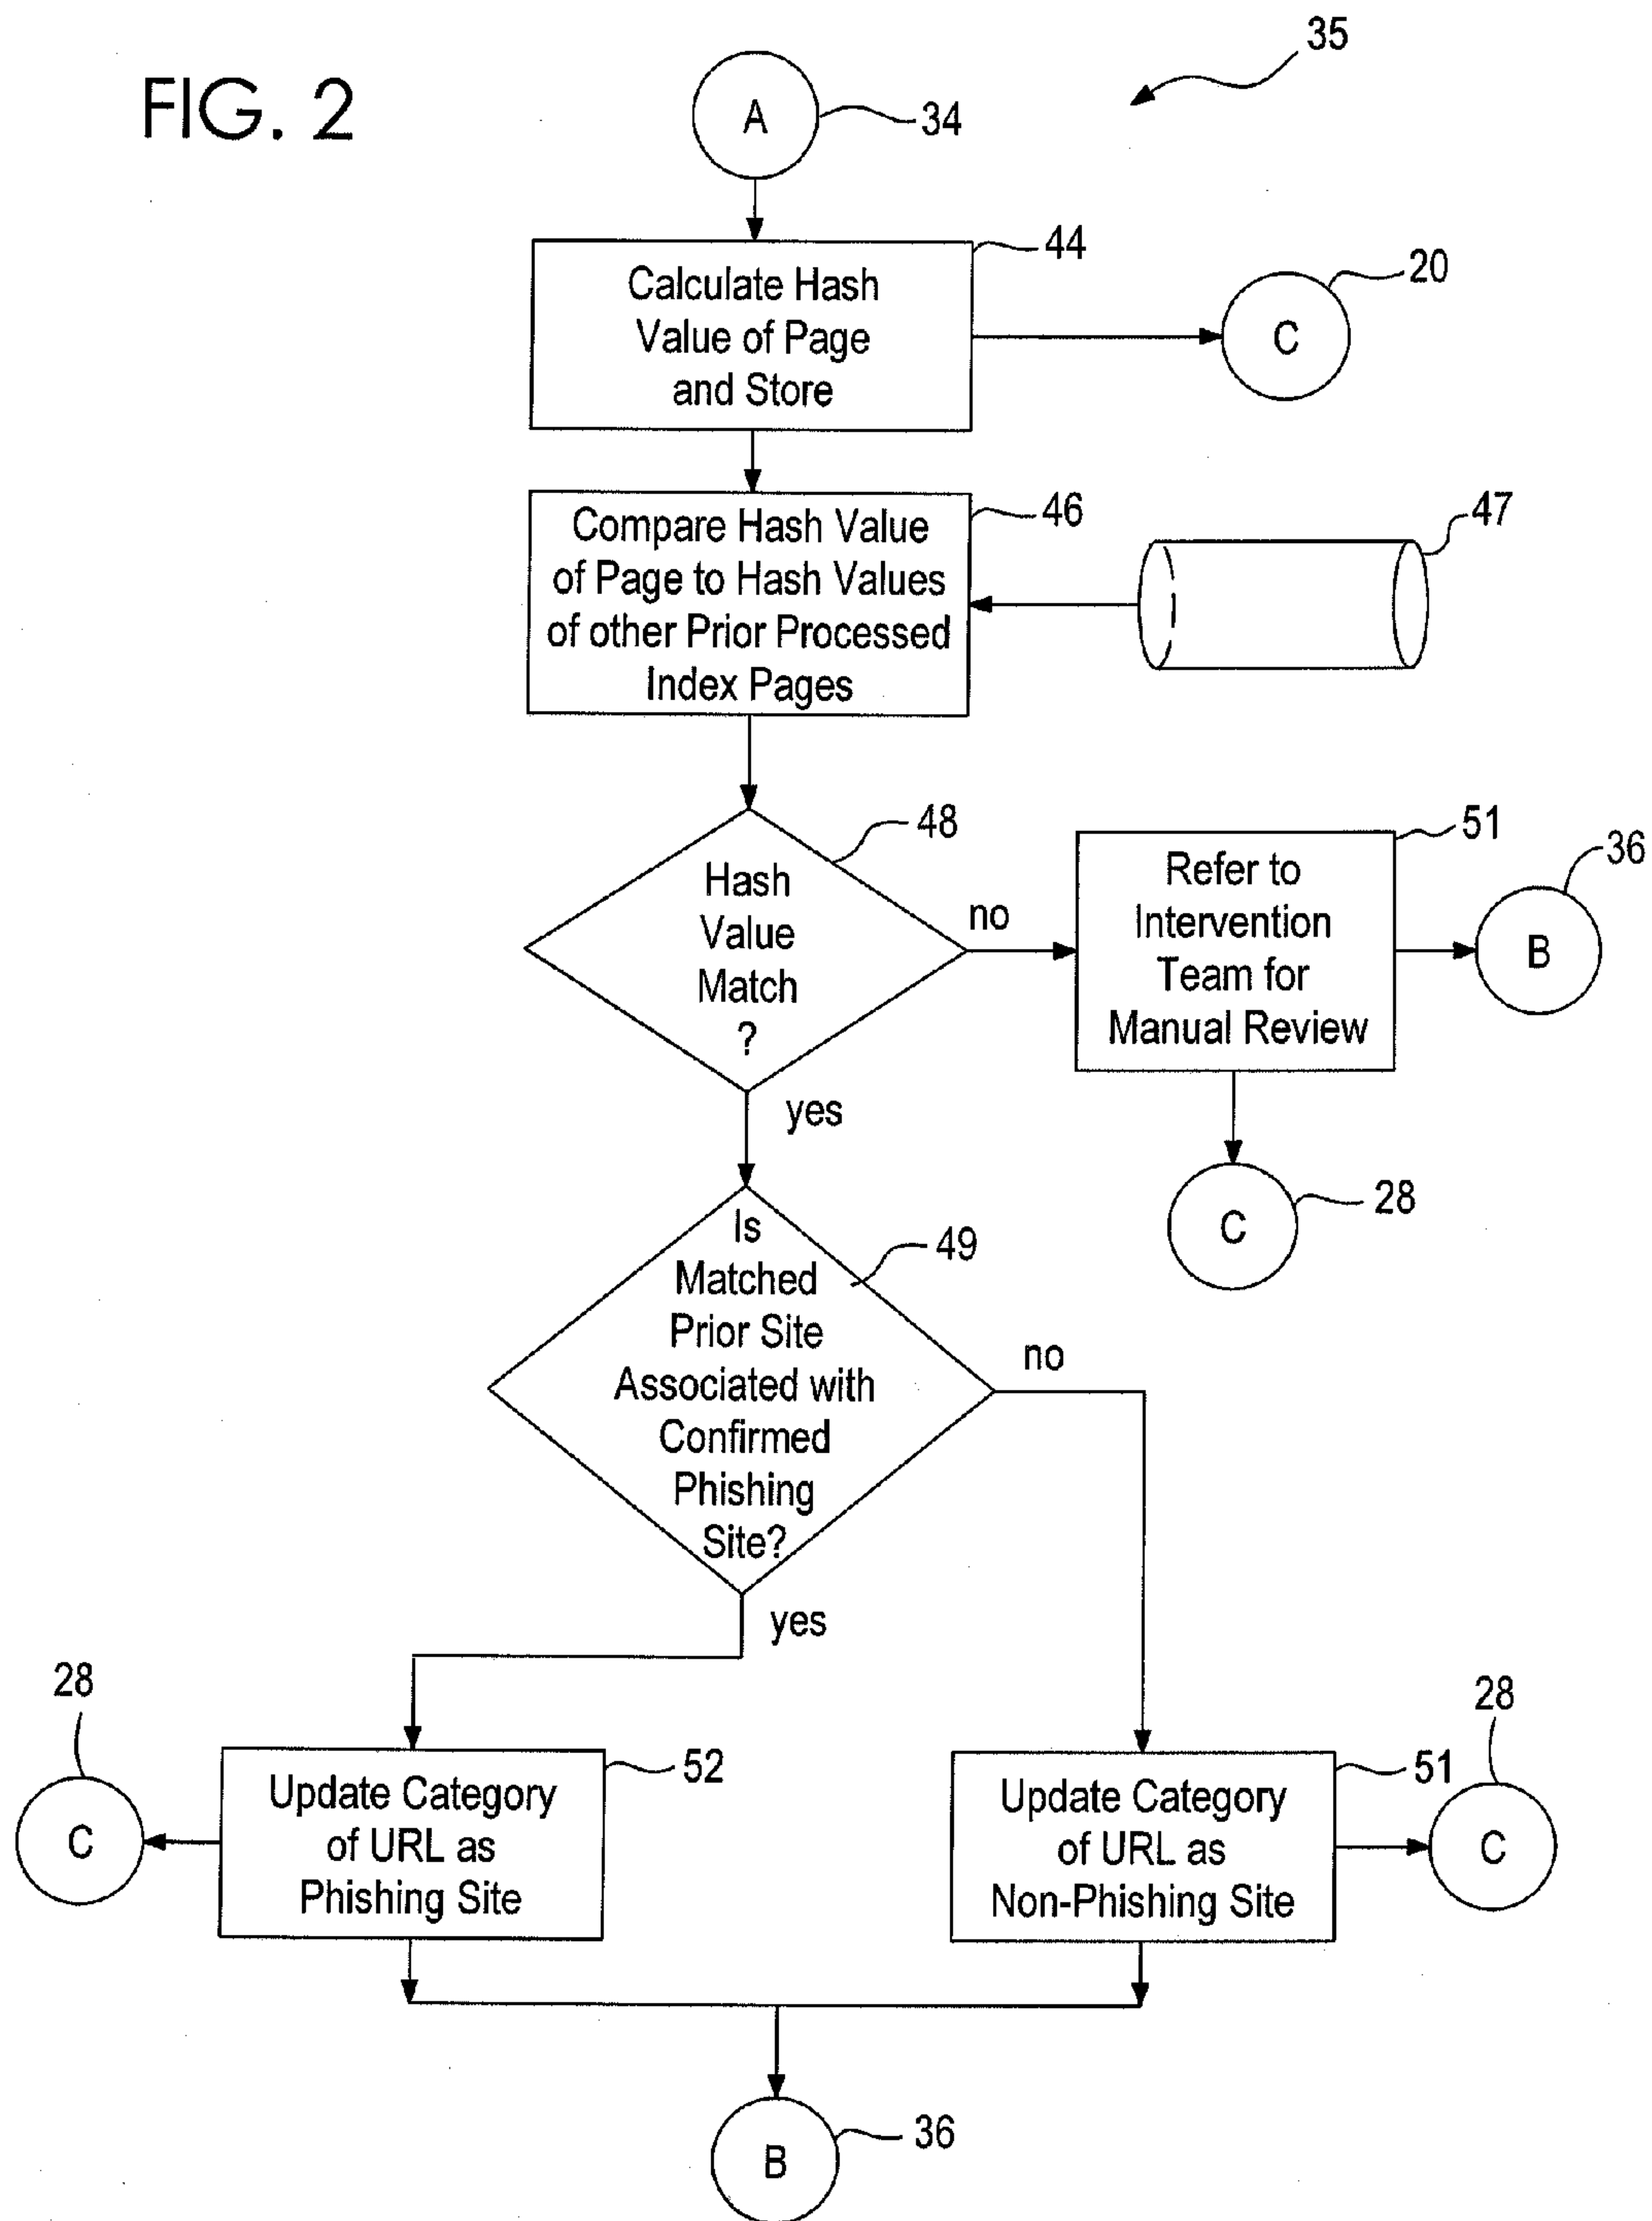 FIG. 2
35
A
34
44
Calculate Hash
Value of Page
and Store
20
C
46
Compare Hash Value
of Page to Hash Values
of other Prior Processed
Index Pages
47
48
Hash
Value
Match
?
no
51
Refer to
Intervention
Team for
Manual Review
36
B
yes
C
28
49
Is
Matched
Prior Site
Associated with
Confirmed
Phishing
Site?
no
yes
28
C
52
Update Category
of URL as
Phishing Site
51
Update Category
of URL as
Non-Phishing Site
28
C
B
36